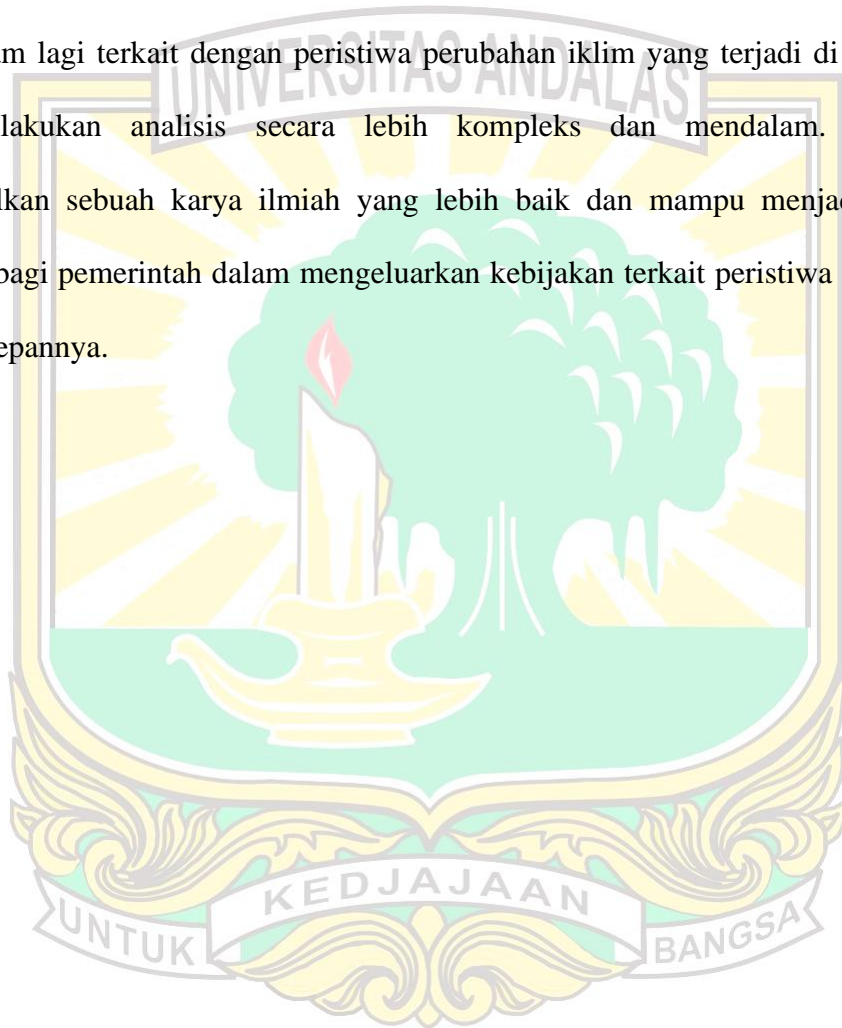 am lagi terkait dengan peristiwa perubahan iklim yang terjadi di
UNIVERSITAS ANDALAS
lakukan analisis secara lebih kompleks dan mendalam.
lkan sebuah karya ilmiah yang lebih baik dan mampu menjad
bagi pemerintah dalam mengeluarkan kebijakan terkait peristiwa
epannya.
KEDJAJAAN
UNTUK BANGSA